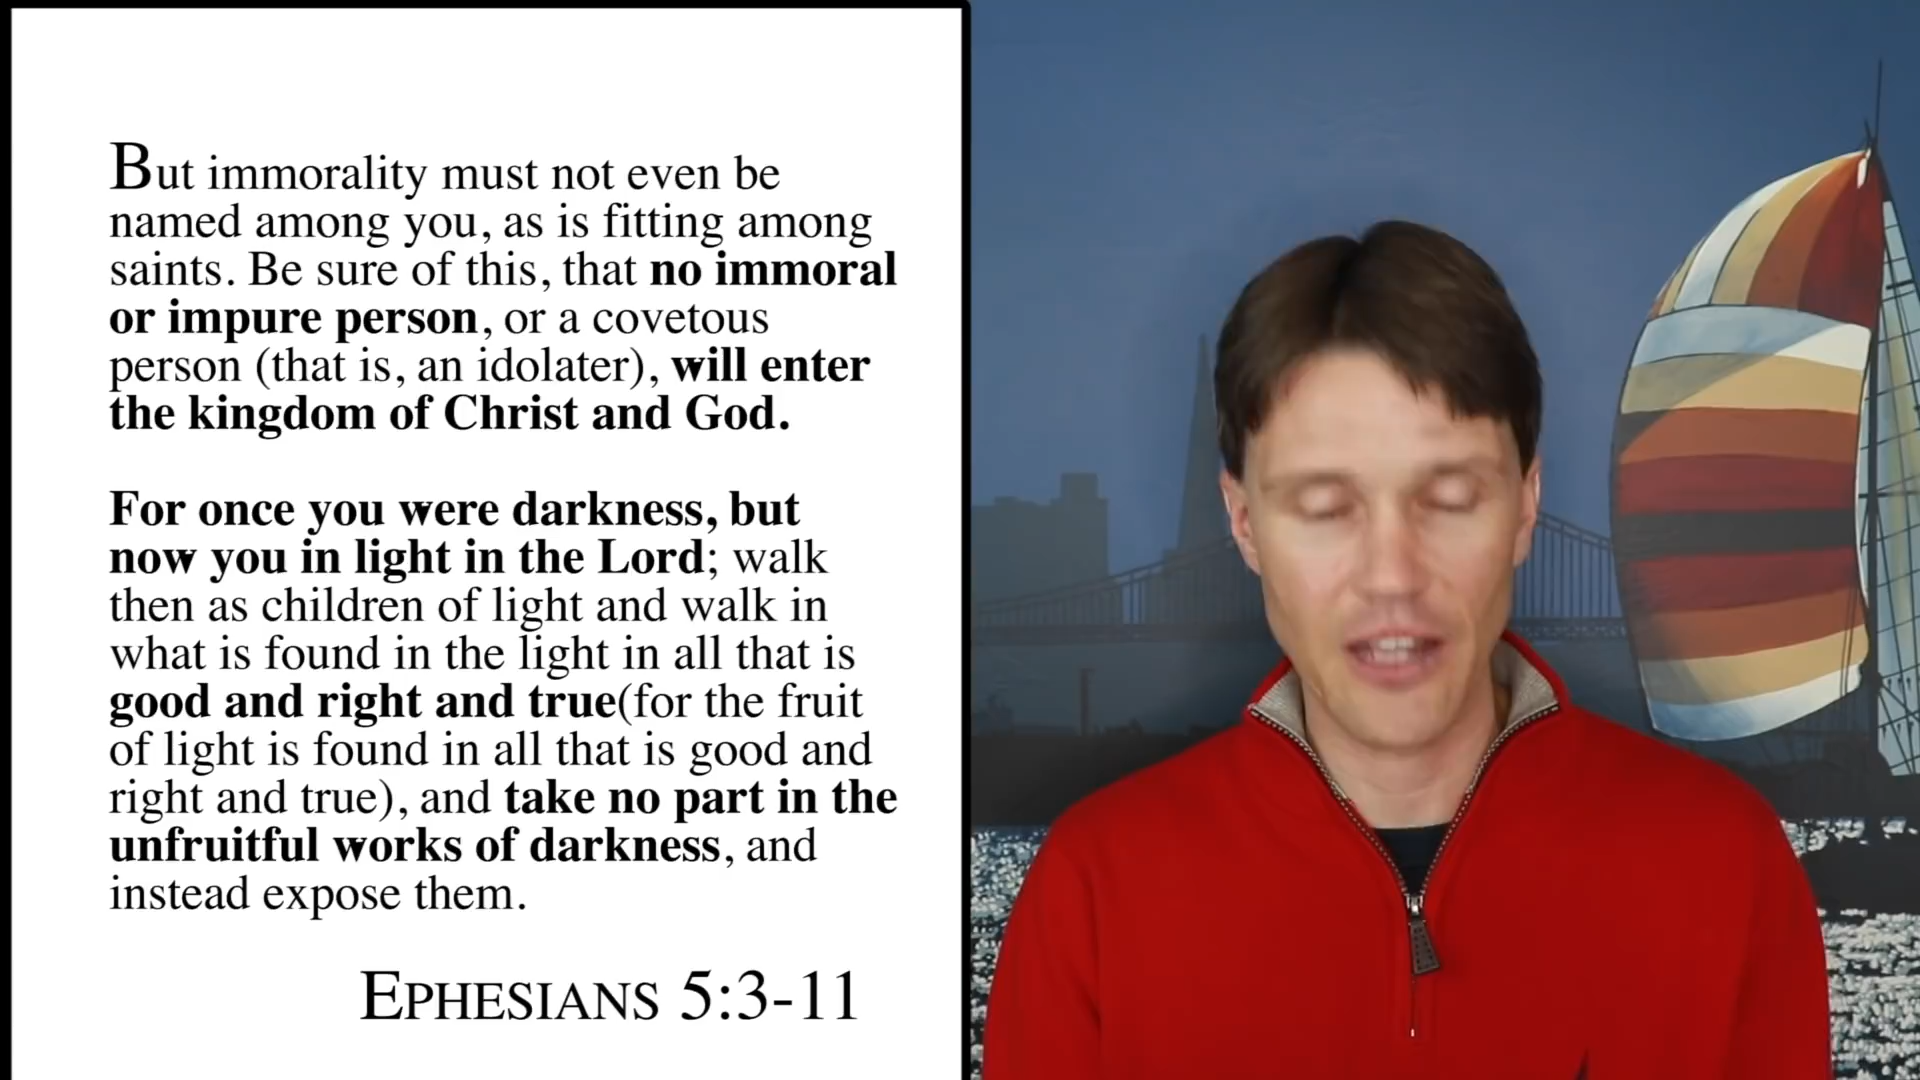 But immorality must not even be
named among you, as is fitting among
saints. Be sure of this, that no immoral
or impure person, or a covetous
person (that is, an idolater), will enter
the kingdom of Christ and God.
For once you were darkness, but
now you in light in the Lord; walk
then as children of light and walk in
what is found in the light in all that is
good and right and true(for the fruit
of light is found in all that is good and
right and true), and take no part in the
unfruitful works of darkness, and
instead expose them.
Ephesians 5:3-11